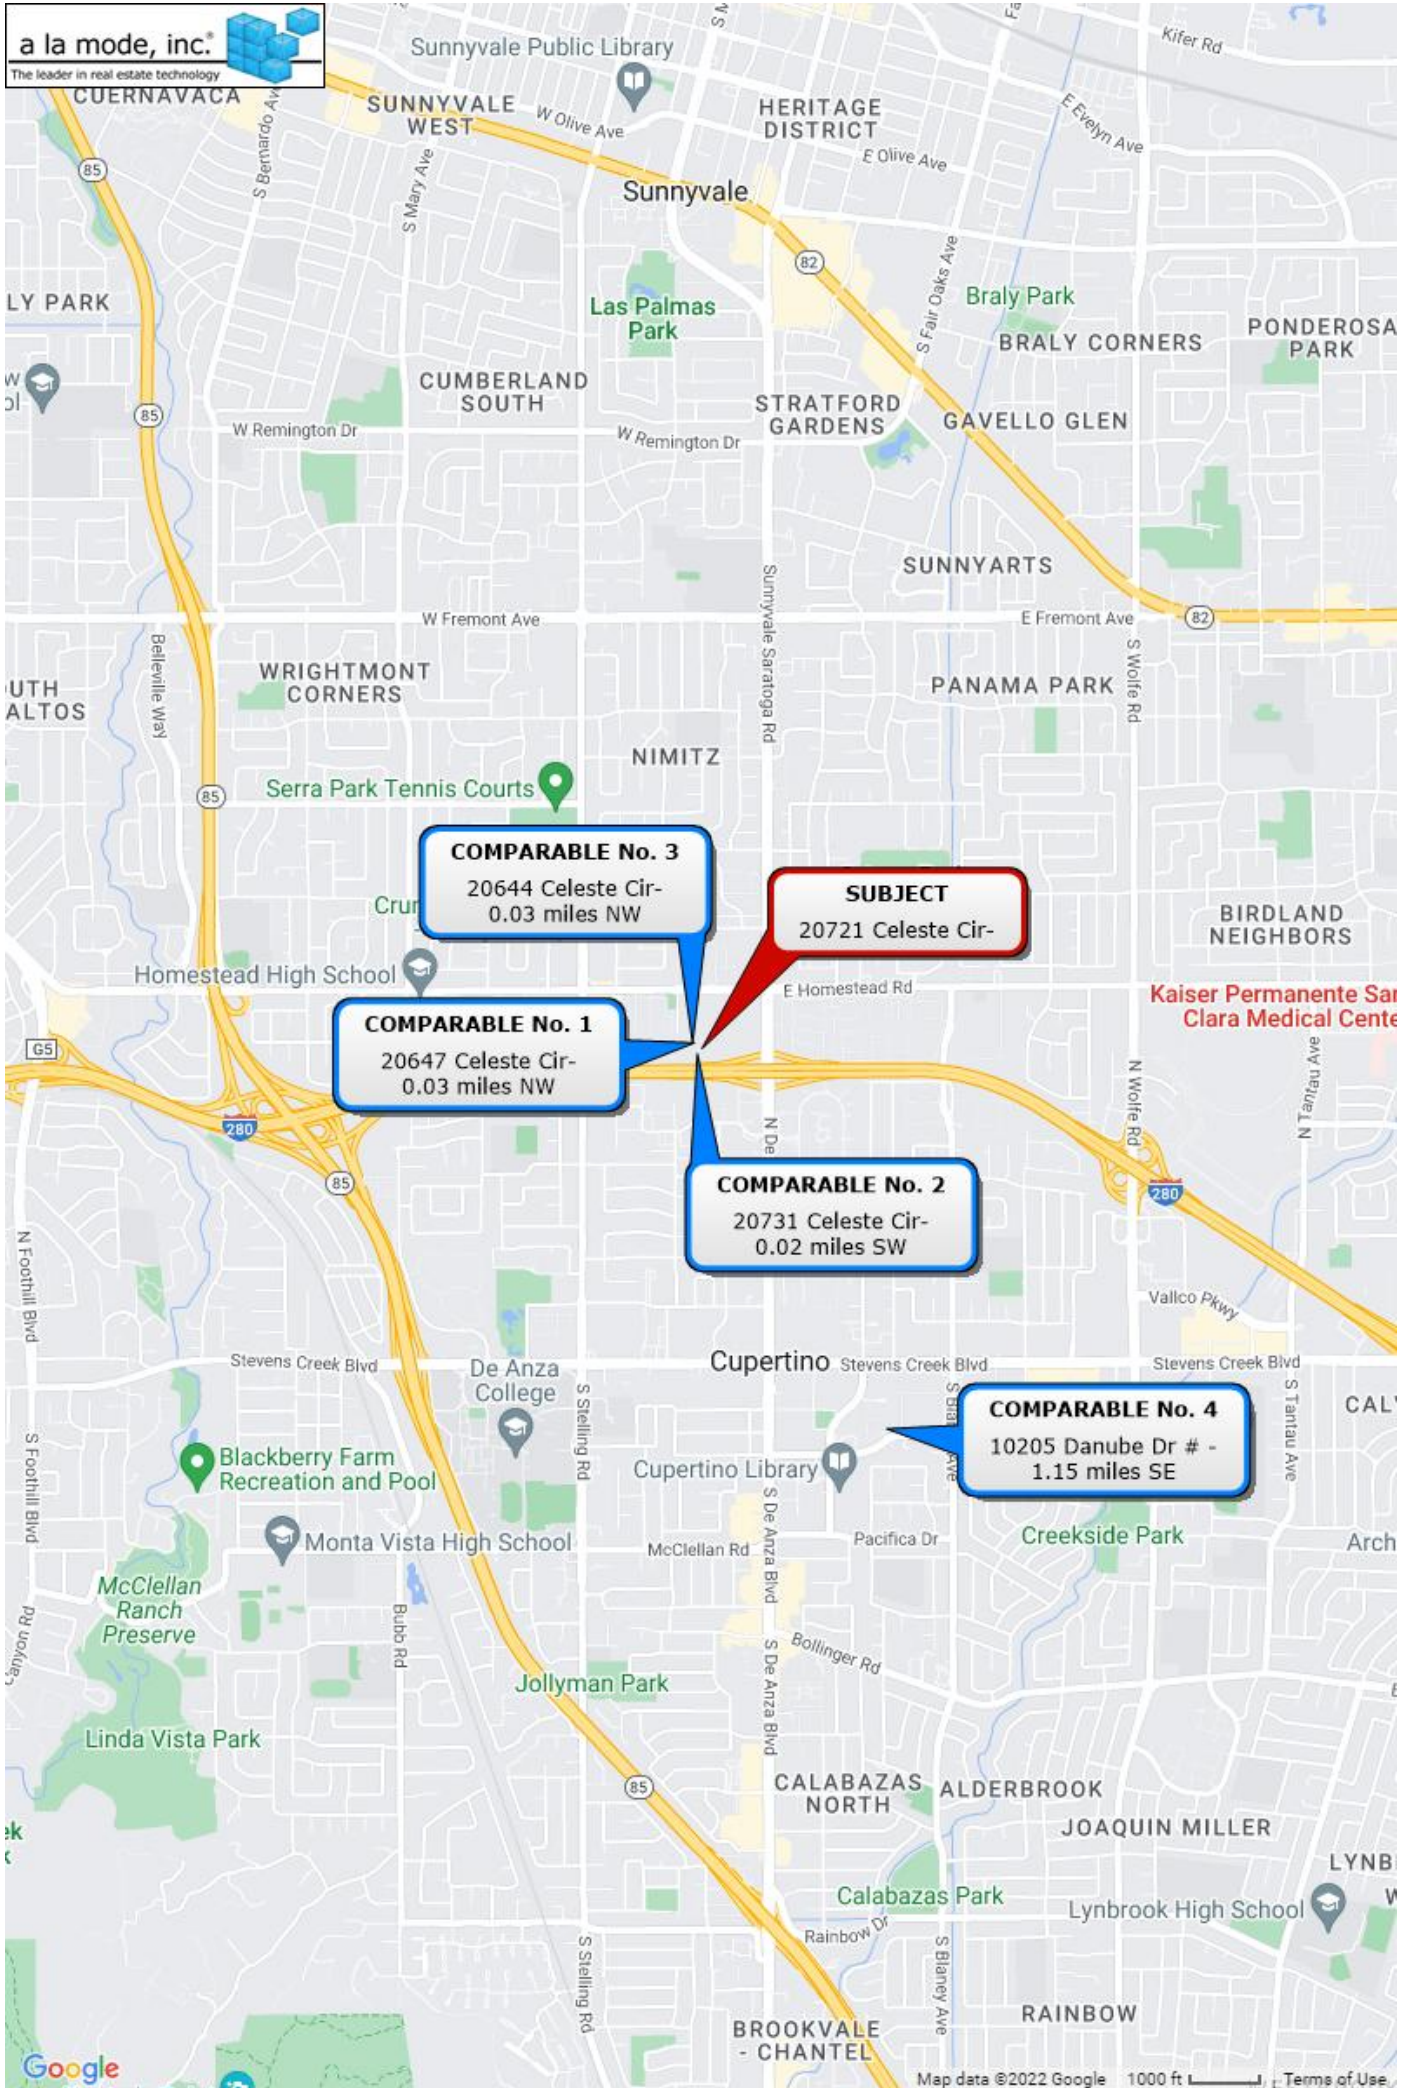 a la mode, inc.®
The leader in real estate technology
Sunnyvale Public Library
Kifer Rd
CUERNAVACA
SUNNYVALE
WEST
W Olive Ave
HERITAGE
DISTRICT
E Evelyn Ave
E Olive Ave
85
S Bernardo Ave
S Mary Ave
Sunnyvale
82
S Fair Oaks Ave
LY PARK
Las Palmas
Park
Braly Park
BRALY CORNERS
PONDEROSA
PARK
CUMBERLAND
SOUTH
85
STRATFORD
GARDENS
GAVELLO GLEN
W Remington Dr
W Remington Dr
SUNNYARTS
Sunnyvale Saratoga Rd
W Fremont Ave
E Fremont Ave
82
Belleville Way
WRIGHTMONT
CORNERS
UTH
ALTOS
PANAMA PARK
S Wolfe Rd
NIMITZ
Serra Park Tennis Courts
85
COMPARABLE No. 3
20644 Celeste Cir-
0.03 miles NW
SUBJECT
20721 Celeste Cir-
BIRDLAND
NEIGHBORS
Homestead High School
E Homestead Rd
Kaiser Permanente San
Clara Medical Cente
COMPARABLE No. 1
20647 Celeste Cir-
0.03 miles NW
G5
N Tantau Ave
N Wolfe Rd
280
N De
85
COMPARABLE No. 2
20731 Celeste Cir-
0.02 miles SW
280
N Foothill Blvd
Vallco Pkwy
Stevens Creek Blvd
De Anza
College
Cupertino
Stevens Creek Blvd
Stevens Creek Blvd
S Stelling Rd
COMPARABLE No. 4
10205 Danube Dr # -
1.15 miles SE
S Tantau Ave
CAL
S Foothill Blvd
Blackberry Farm
Recreation and Pool
Cupertino Library
S De Anza Blvd
Monta Vista High School
McClellan Rd
Pacifica Dr
Creekside Park
Arch
McClellan
Ranch
Preserve
Canyon Rd
Bubb Rd
Bollinger Rd
S De Anza Blvd
Jollyman Park
Linda Vista Park
85
CALABAZAS
NORTH
ALDERBROOK
JOAQUIN MILLER
LYNB
Calabazas Park
Lynbrook High School
Rainbow Dr
S Stelling Rd
S Blaney Ave
RAINBOW
BROOKVALE
- CHANTEL
Google
Map data ©2022 Google
1000 ft
Terms of Use